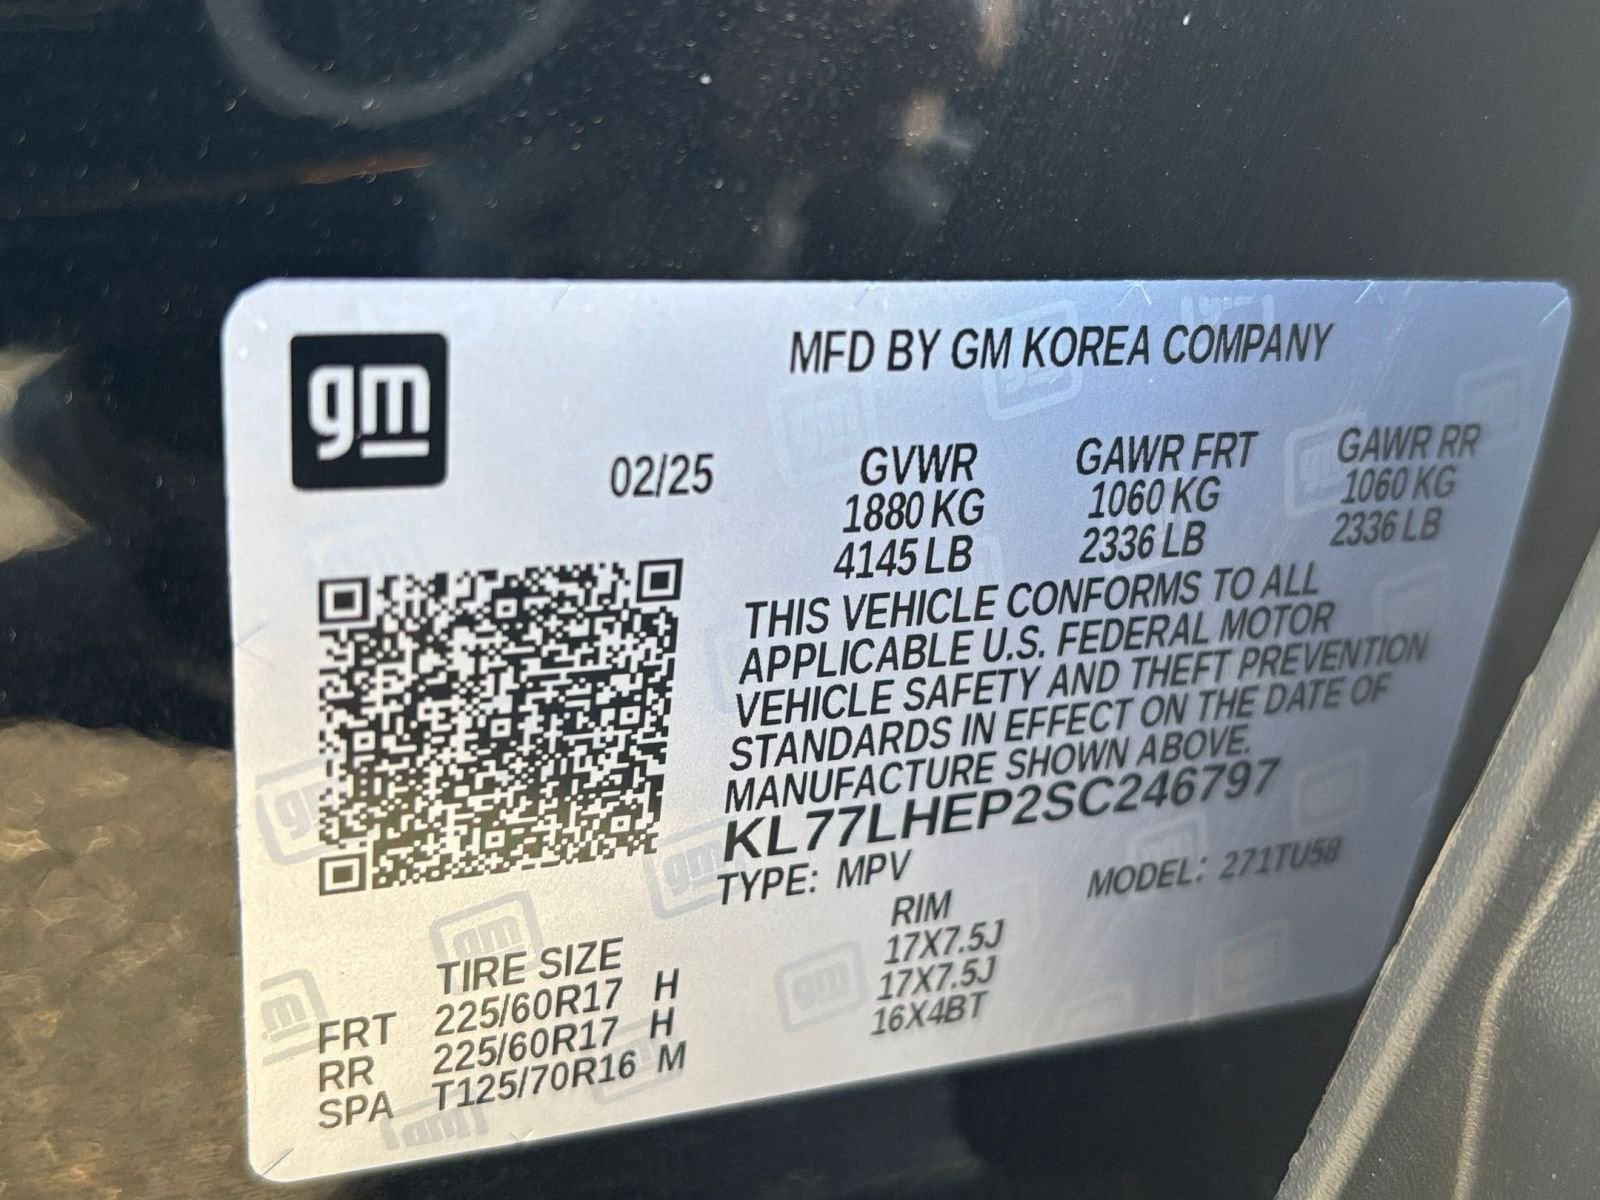 gm
MFD BY GM KOREA COMPANY
02/25 GVWR GAWR FRT GAWR RR
1880 KG 1060 KG 1060 KG
4145 LB 2336 LB 2336 LB
THIS VEHICLE CONFORMS TO ALL
APPLICABLE U.S. FEDERAL MOTOR
VEHICLE SAFETY AND THEFT PREVENTION
STANDARDS IN EFFECT ON THE DATE OF
MANUFACTURE SHOWN ABOVE.
KL77LHEP2SC246797
TYPE: MPV MODEL: 271TU58
TIRE SIZE RIM
FRT 225/60R17 H 17X7.5J
RR 225/60R17 H 17X7.5J
SPA T125/70R16 M 16X4BT